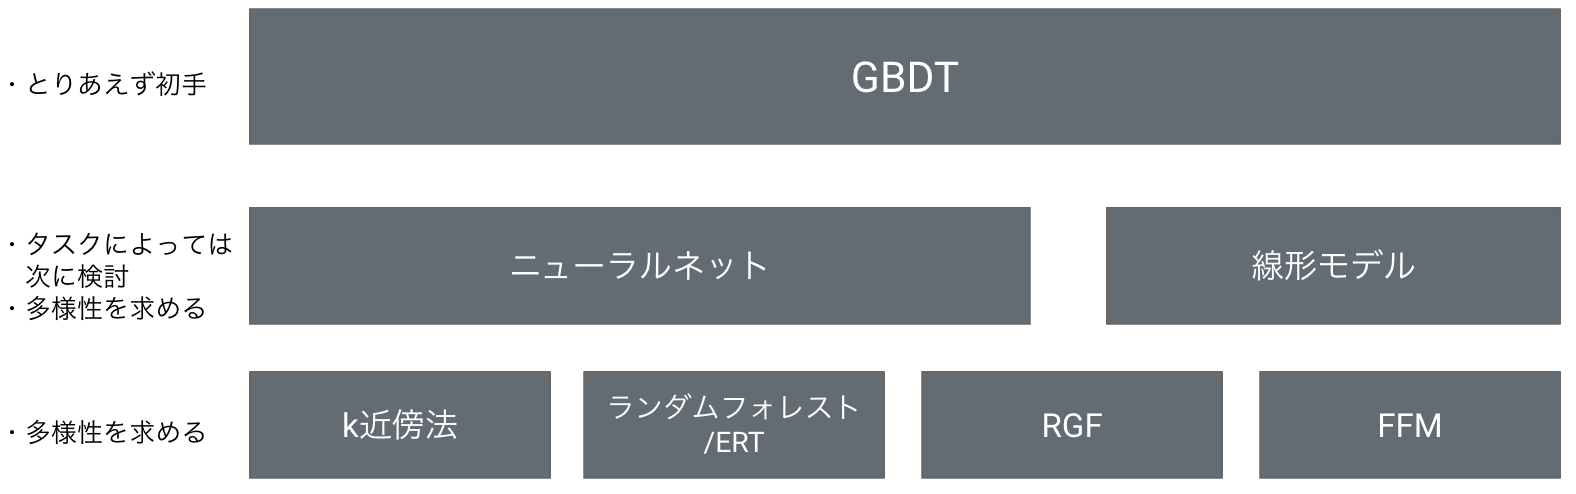 ・とりあえず初手
GBDT
・タスクによっては
次に検討
・多様性を求める
ニューラルネット
線形モデル
・多様性を求める
k近傍法
ランダムフォレスト
/ERT
RGF
FFM